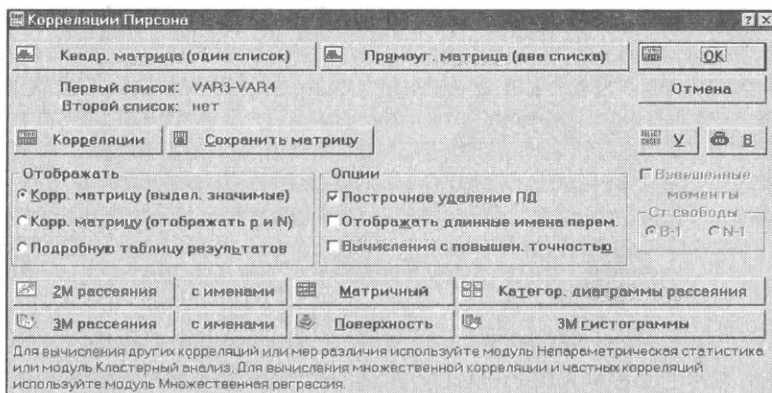 Корреляции Пирсона
Квадр. матрица (один список) Прямоуг. матрица (два списка) OK
Первый список: VAR3-VAR4 Отмена
Второй список: нет
Корреляции Сохранить матрицу SELECT CASES У В
Отображать Опции Взвешенные моменты
Корр. матрицу (выдел. значимые) Построчное удаление ПД
Корр. матрицу (отображать p и N) Отображать длинные имена перем. Ст.свободы
Подробную таблицу результатов Вычисления с повышен. точностью В-1 N-1
2М рассеяния с именами Матричный Категор. диаграммы рассеяния
3М рассеяния с именами Поверхность 3М гистограммы
Для вычисления других корреляций или мер различия используйте модуль Непараметрическая статистика
или модуль Кластерный анализ. Для вычисления множественной корреляции и частных корреляций
используйте модуль Множественная регрессия.